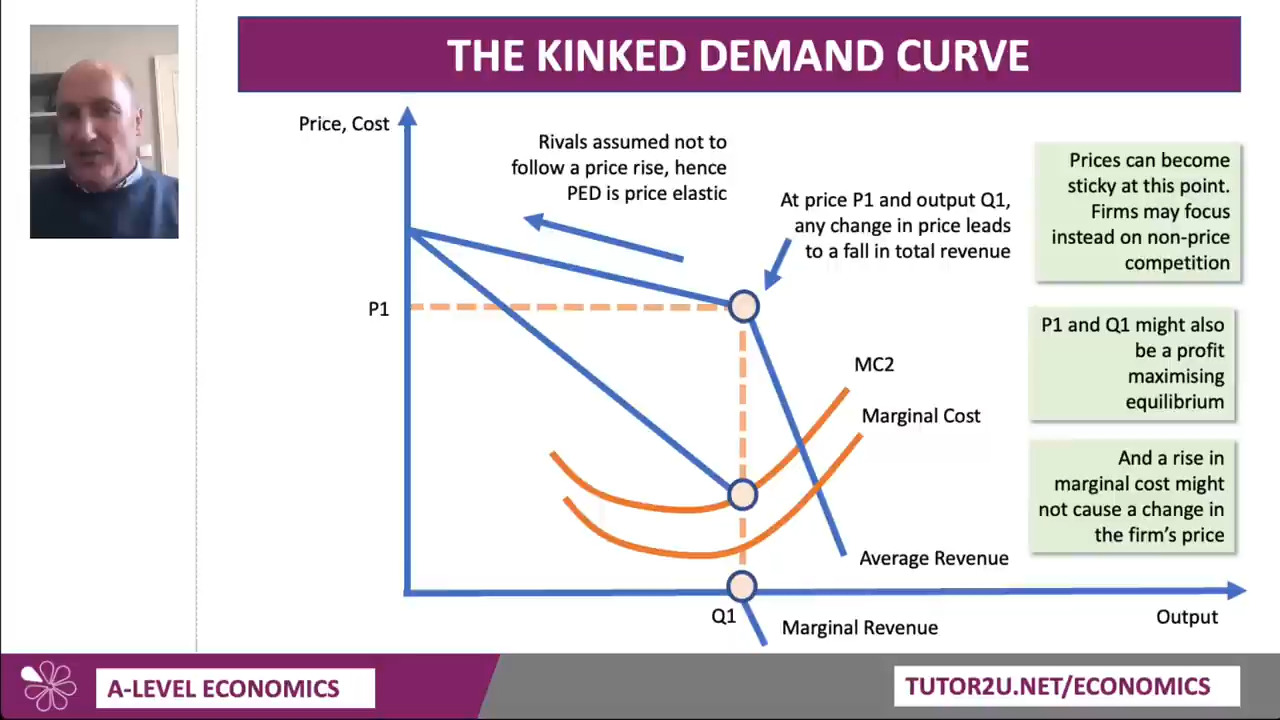 THE KINKED DEMAND CURVE
Price, Cost
Rivals assumed not to
follow a price rise, hence
PED is price elastic
At price P1 and output Q1,
any change in price leads
to a fall in total revenue
Prices can become
sticky at this point.
Firms may focus
instead on non-price
competition
P1
P1 and Q1 might also
be a profit
maximising
equilibrium
MC2
Marginal Cost
And a rise in
marginal cost might
not cause a change in
the firm's price
Average Revenue
Q1
Output
Marginal Revenue
A-LEVEL ECONOMICS
TUTOR2U.NET/ECONOMICS